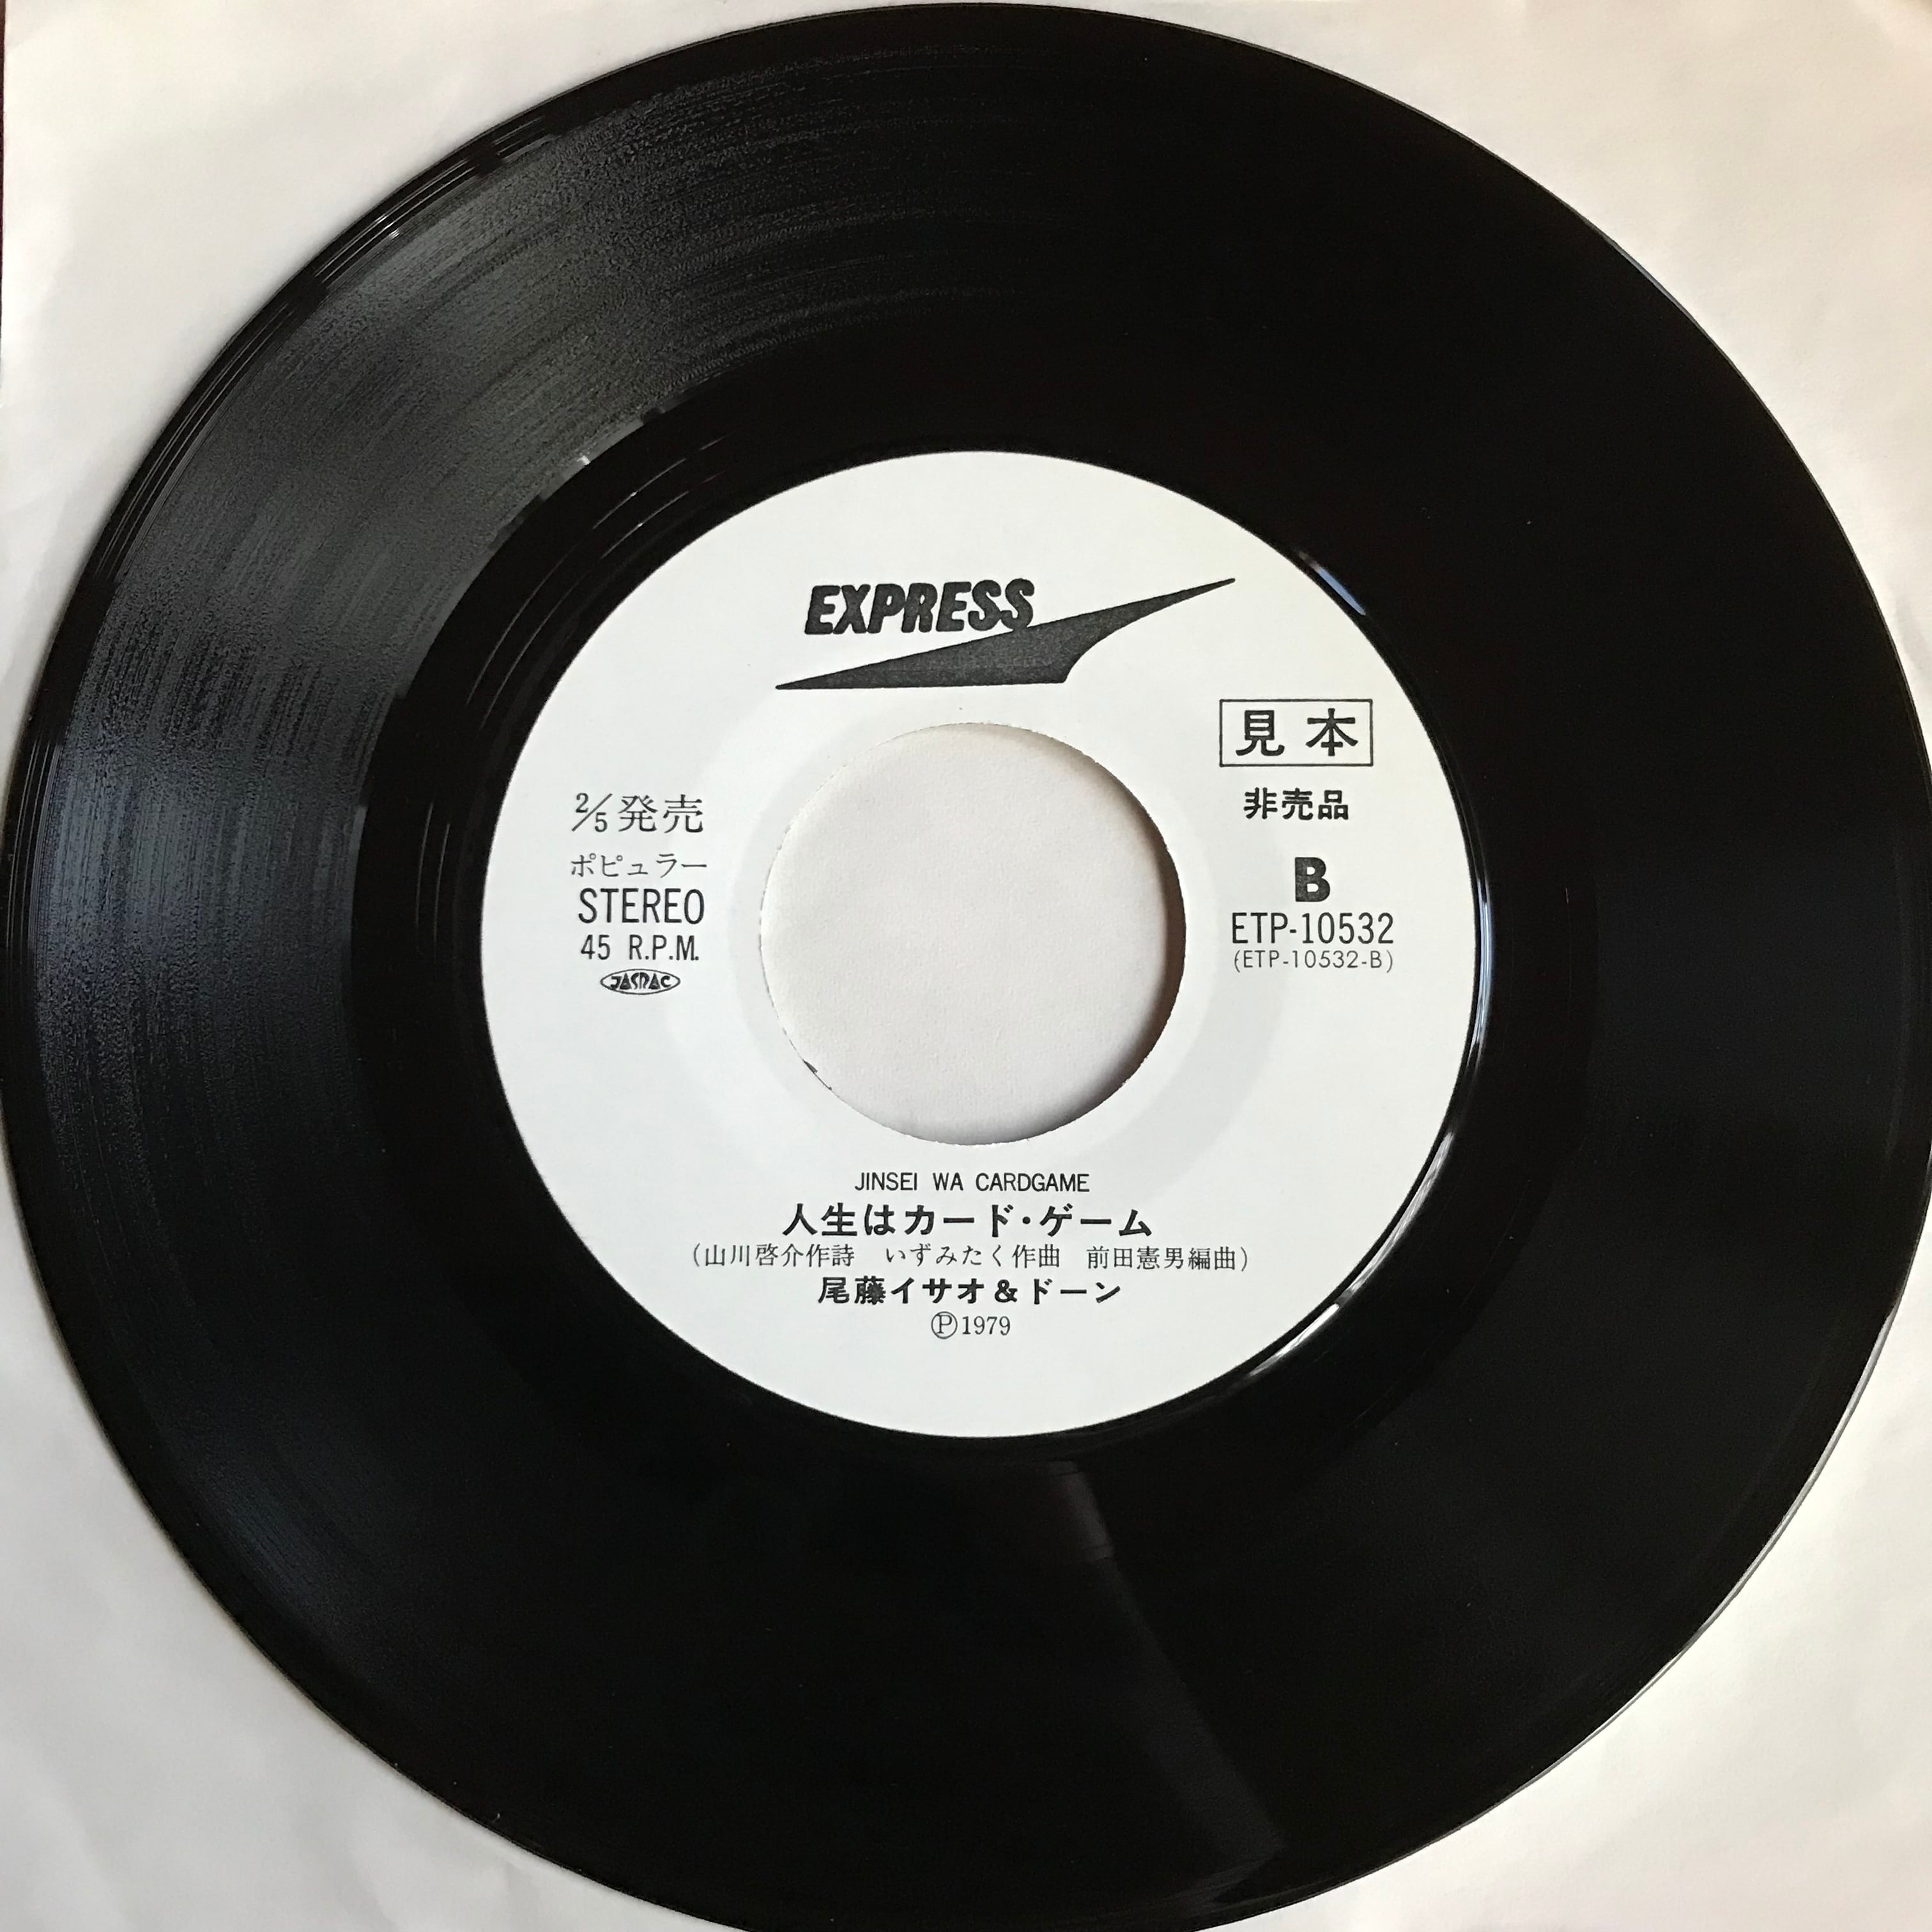 EXPRESS
見本
非売品
2/5発売
ポピュラー
STEREO
45 R.P.M.
JASRAC
B
ETP-10532
(ETP-10532-B)
JINSEI WA CARDGAME
人生はカード・ゲーム
(山川啓介作詩 いずみたく作曲 前田憲男編曲)
尾藤イサオ&ドーン
Ⓟ1979